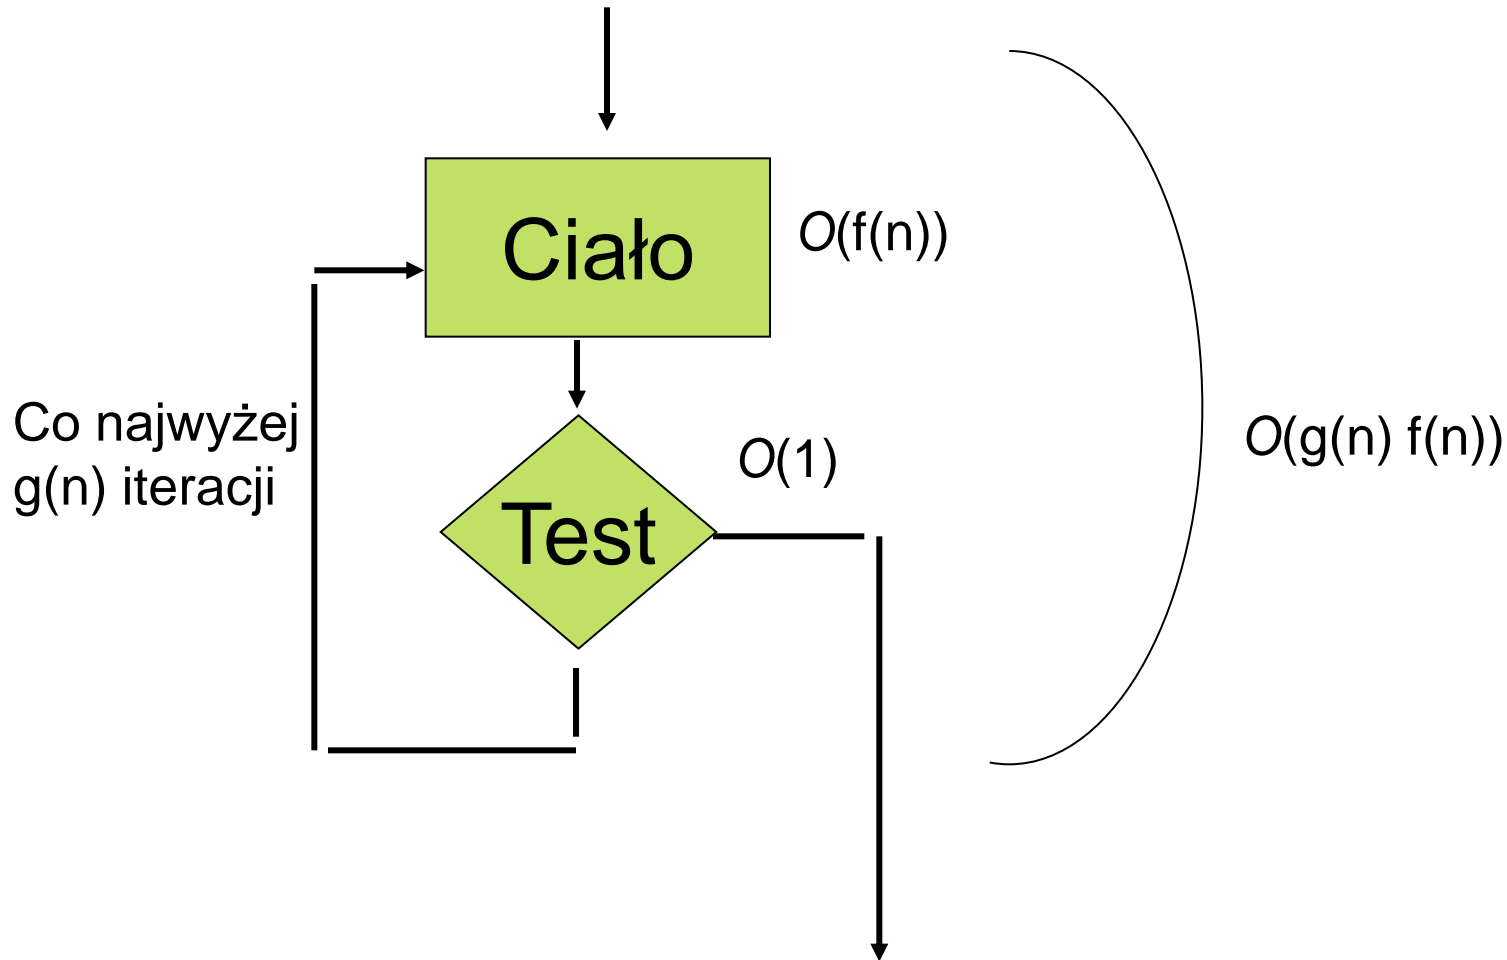 Ciało
O(f(n))
Co najwyżej
g(n) iteracji
O(1)
Test
O(g(n) f(n))